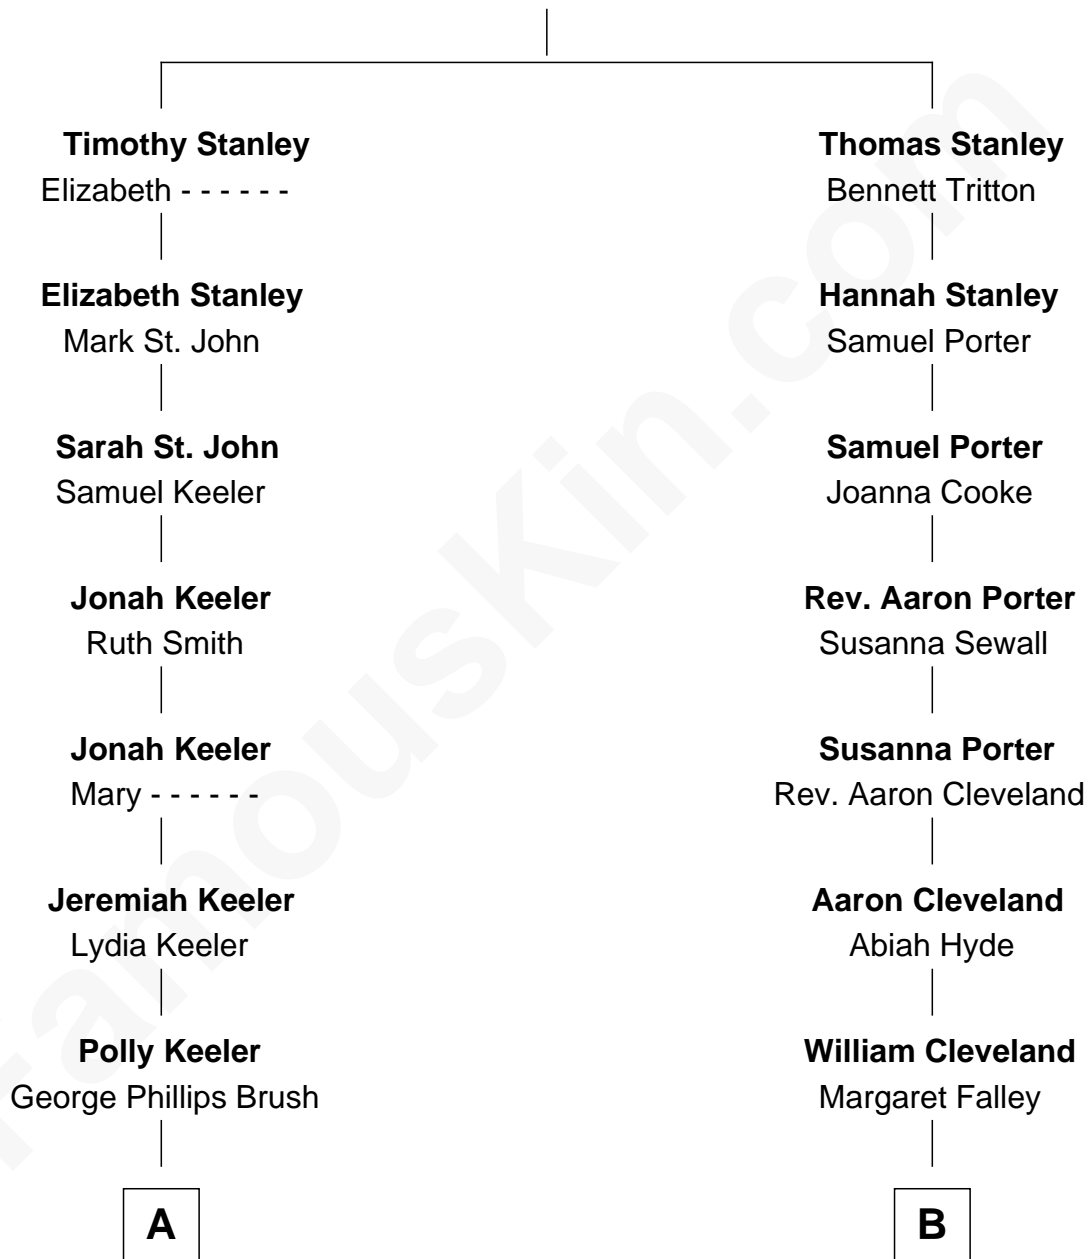 Timothy Stanley
Elizabeth - - - - - -
Elizabeth Stanley
Mark St. John
Sarah St. John
Samuel Keeler
Jonah Keeler
Ruth Smith
Jonah Keeler
Mary - - - - - -
Jeremiah Keeler
Lydia Keeler
Polly Keeler
George Phillips Brush
A
Thomas Stanley
Bennett Tritton
Hannah Stanley
Samuel Porter
Samuel Porter
Joanna Cooke
Rev. Aaron Porter
Susanna Sewall
Susanna Porter
Rev. Aaron Cleveland
Aaron Cleveland
Abiah Hyde
William Cleveland
Margaret Falley
B
FamousKin.com